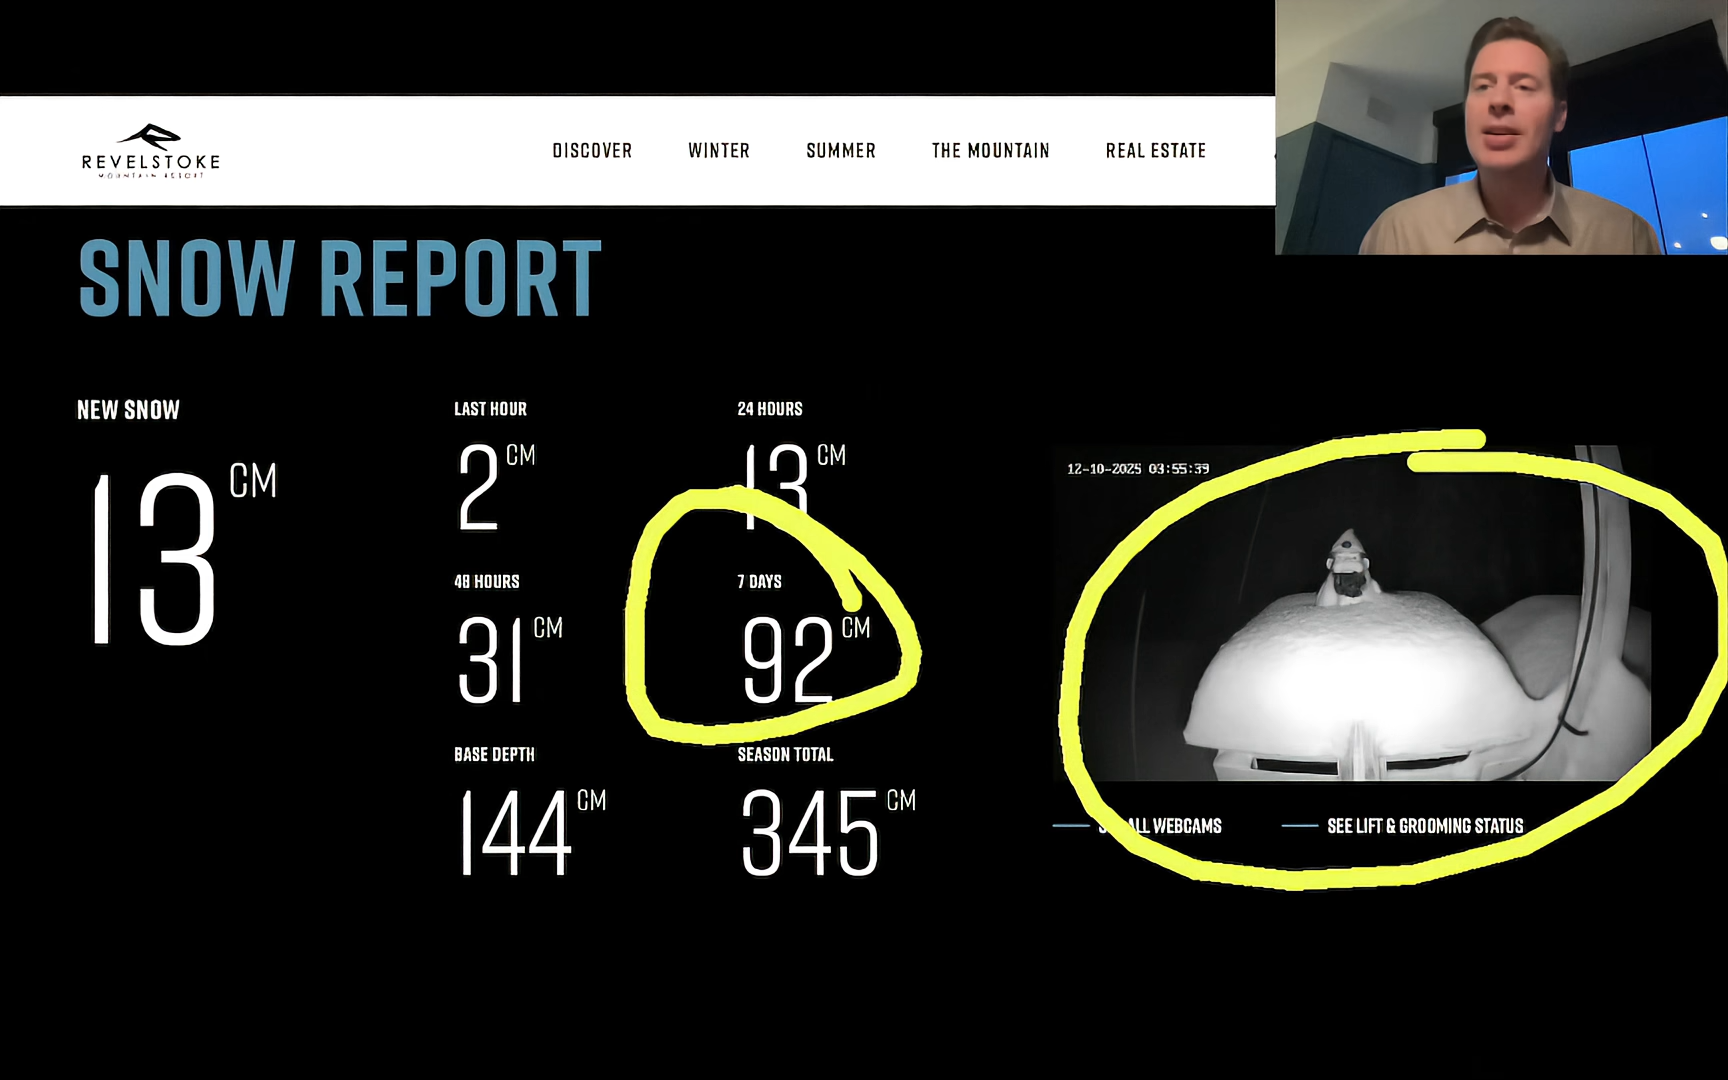 REVELSTOKE
MOUNTAIN RESORT
DISCOVER
WINTER
SUMMER
THE MOUNTAIN
REAL ESTATE
SNOW REPORT
NEW SNOW
13 CM
LAST HOUR
2 CM
24 HOURS
13 CM
48 HOURS
31 CM
7 DAYS
92 CM
BASE DEPTH
144 CM
SEASON TOTAL
345 CM
12-10-2025 03:55:39
ALL WEBCAMS
SEE LIFT & GROOMING STATUS